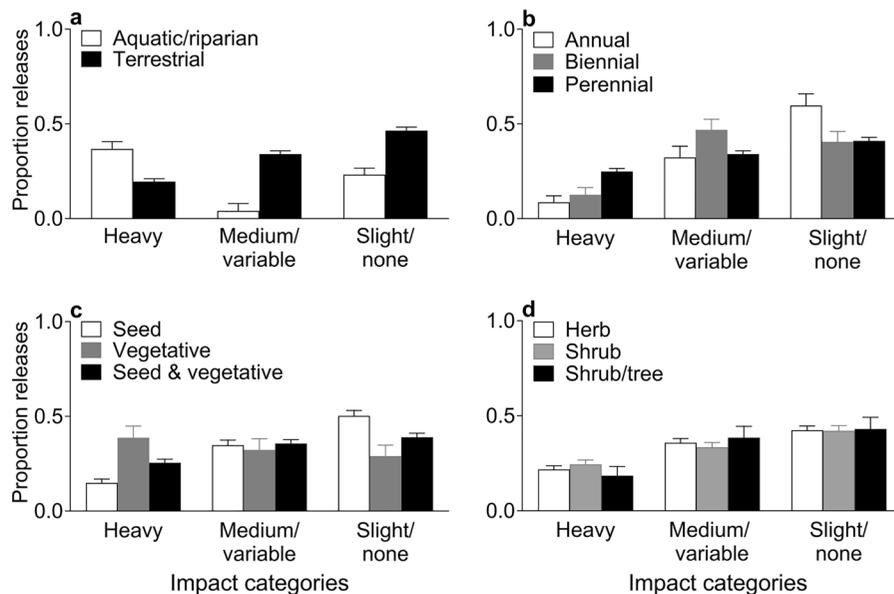 a
Aquatic/riparian
Terrestrial
1.0
0.5
0.0
Proportion releases
Heavy
Medium/
variable
Slight/
none
b
Annual
Biennial
Perennial
1.0
0.5
0.0
Heavy
Medium/
variable
Slight/
none
c
Seed
Vegetative
Seed & vegetative
1.0
0.5
0.0
Proportion releases
Heavy
Medium/
variable
Slight/
none
Impact categories
d
Herb
Shrub
Shrub/tree
1.0
0.5
0.0
Heavy
Medium/
variable
Slight/
none
Impact categories